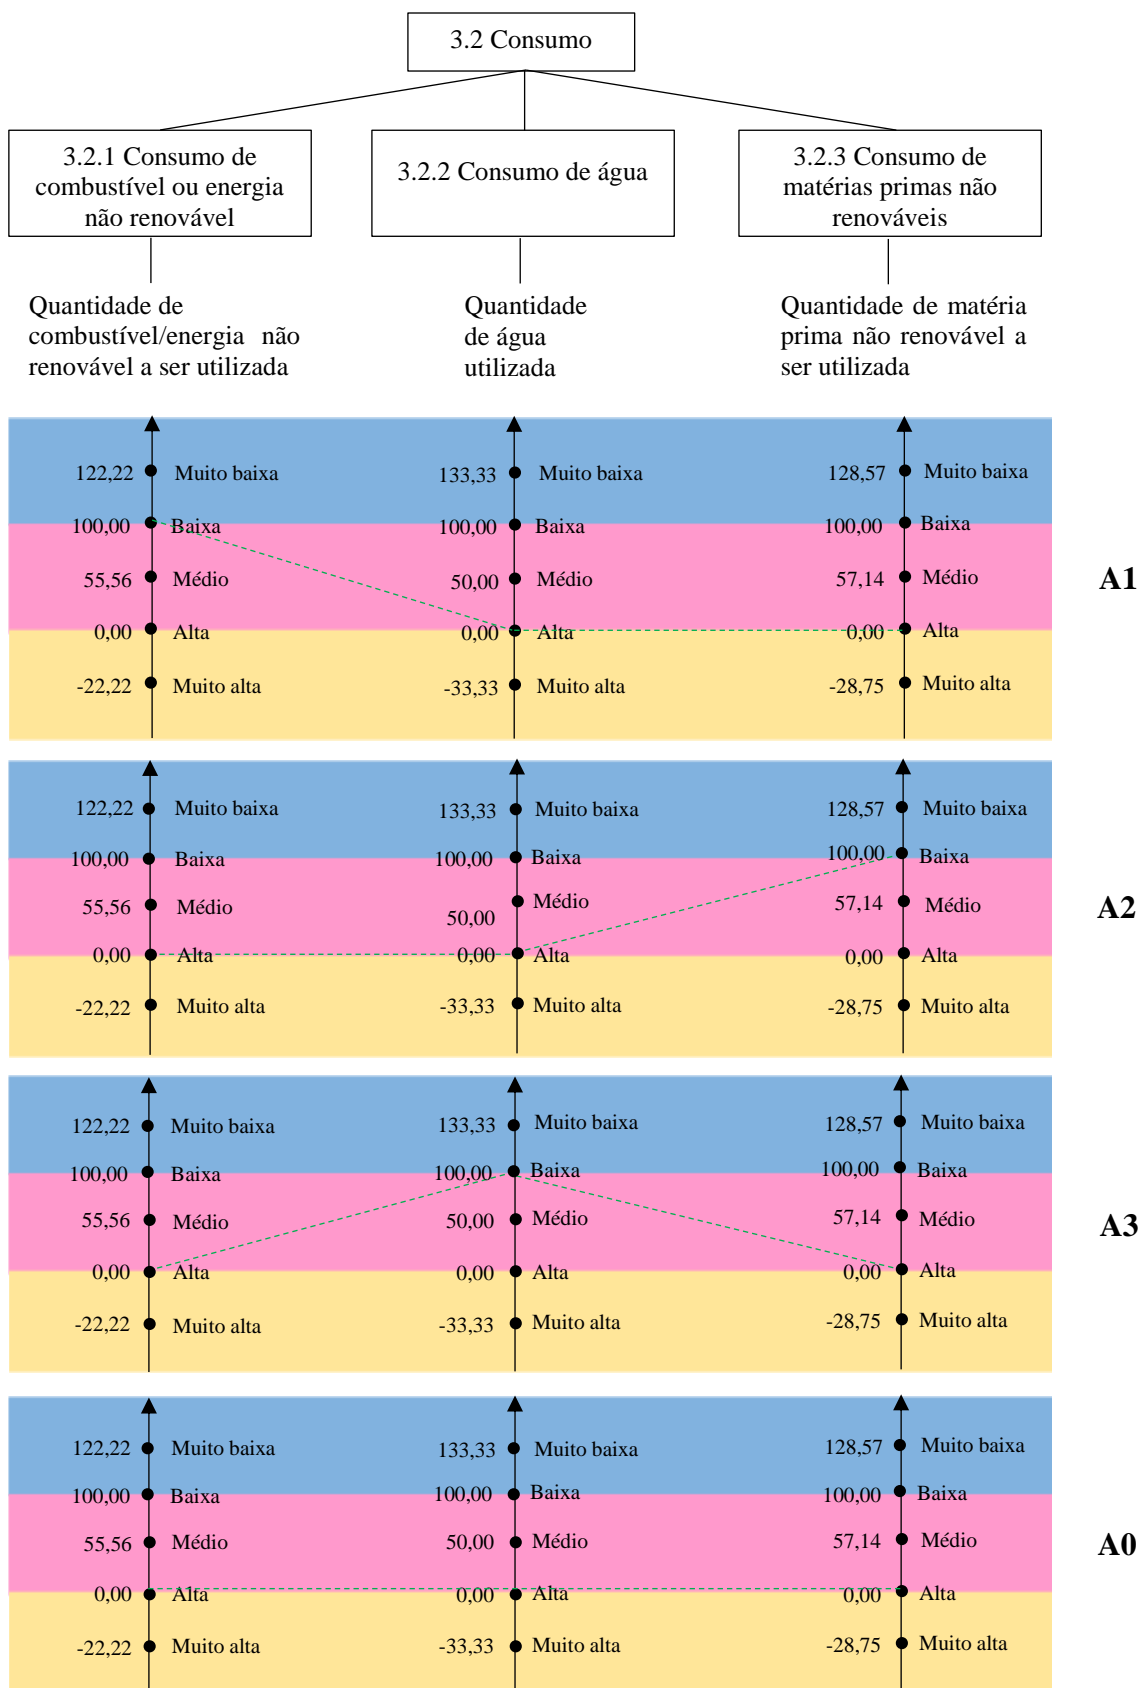 3.2 Consumo
3.2.1 Consumo de
combustível ou energia
não renovável
3.2.2 Consumo de água
3.2.3 Consumo de
matérias primas não
renováveis
Quantidade de
combustível/energia não
renovável a ser utilizada
Quantidade
de água
utilizada
Quantidade de matéria
prima não renovável a
ser utilizada
122,22 Muito baixa 133,33 Muito baixa 128,57 Muito baixa
100,00 Baixa 100,00 Baixa 100,00 Baixa
55,56 Médio 50,00 Médio 57,14 Médio
A1
0,00 Alta 0,00 Alta 0,00 Alta
-22,22 Muito alta -33,33 Muito alta -28,75 Muito alta
122,22 Muito baixa 133,33 Muito baixa 128,57 Muito baixa
100,00 Baixa 100,00 Baixa 100,00 Baixa
55,56 Médio 50,00 Médio 57,14 Médio
A2
0,00 Alta 0,00 Alta 0,00 Alta
-22,22 Muito alta -33,33 Muito alta -28,75 Muito alta
122,22 Muito baixa 133,33 Muito baixa 128,57 Muito baixa
100,00 Baixa 100,00 Baixa 100,00 Baixa
55,56 Médio 50,00 Médio 57,14 Médio
A3
0,00 Alta 0,00 Alta 0,00 Alta
-22,22 Muito alta -33,33 Muito alta -28,75 Muito alta
122,22 Muito baixa 133,33 Muito baixa 128,57 Muito baixa
100,00 Baixa 100,00 Baixa 100,00 Baixa
55,56 Médio 50,00 Médio 57,14 Médio
A0
0,00 Alta 0,00 Alta 0,00 Alta
-22,22 Muito alta -33,33 Muito alta -28,75 Muito alta